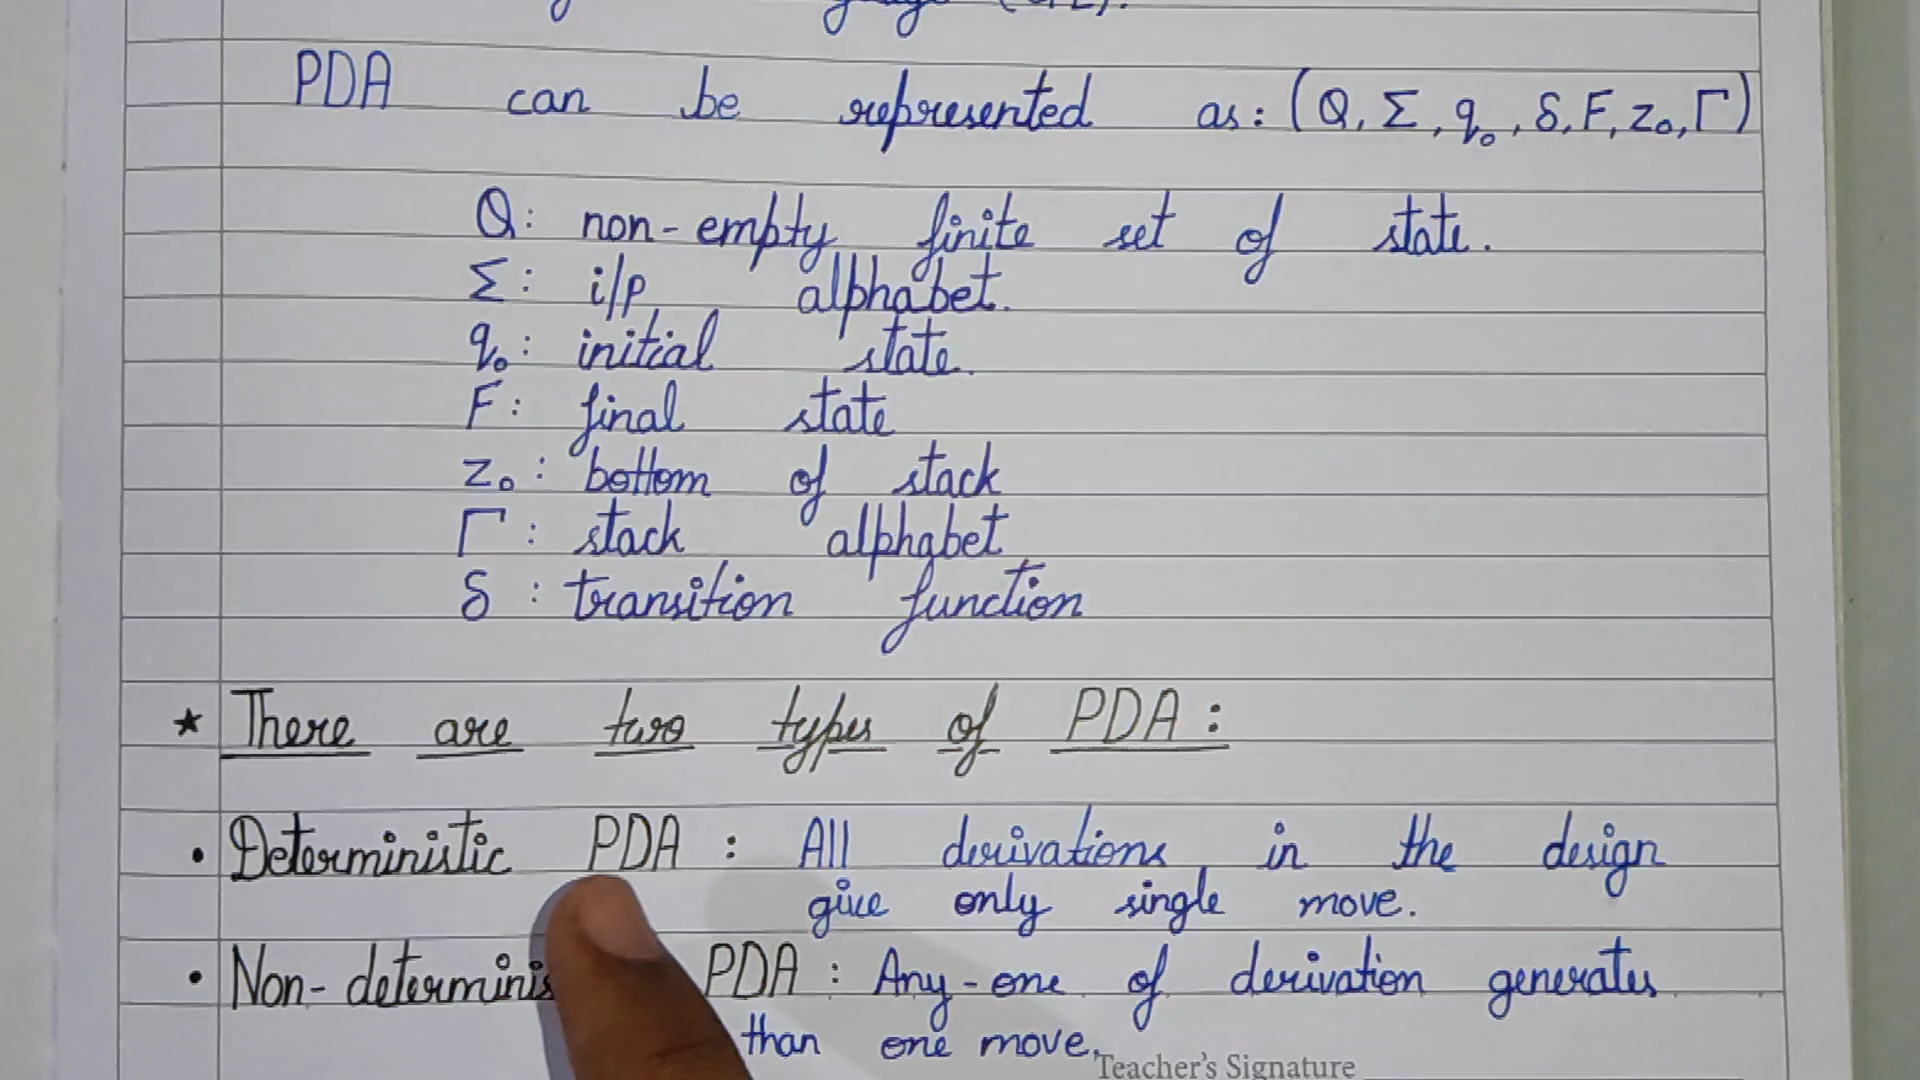 PDA can be represented as: (Q, Σ, q₀, δ, F, z₀, Γ)
Q: non-empty finite set of state.
Σ: i/p alphabet.
q₀: initial state.
F: final state
z₀: bottom of stack
Γ: stack alphabet
δ: transition function
★ There are two types of PDA:
• Deterministic PDA: All derivations in the design
give only single move.
• Non-determinis PDA: Any-one of derivation generates
than one move.
Teacher's Signature